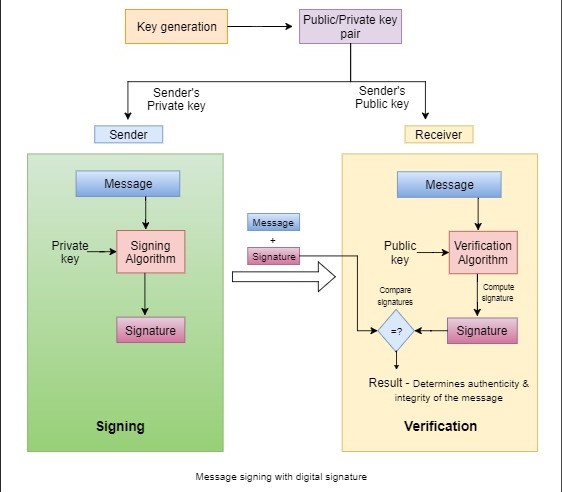 Key generation
Public/Private key
pair
Sender's
Private key
Sender's
Public key
Sender
Receiver
Message
Private
key
Signing
Algorithm
Signature
Signing
Message
+
Signature
Message
Public
key
Verification
Algorithm
Compute
signature
Compare
signatures
=?
Signature
Result - Determines authenticity &
integrity of the message
Verification
Message signing with digital signature